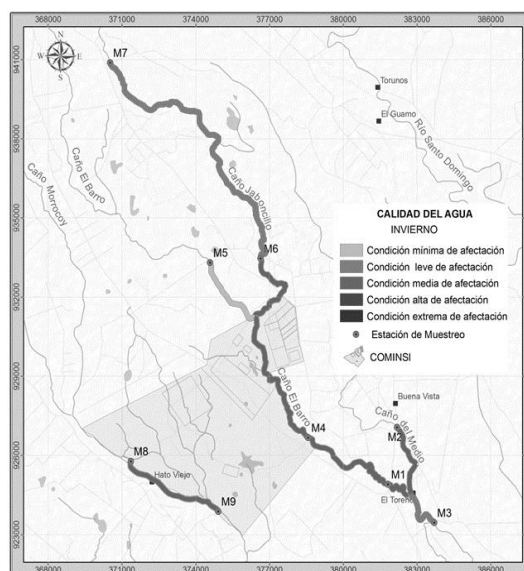 368000 371000 374000 377000 380000 383000 386000
M7
N
W E
S
941000
938000
935000
932000
929000
926000
923000
Torunos
El Guamo
Río Santo Domingo
Caño El Barro
Caño Morrocoy
Caño Jaboncillo
M6
M5
CALIDAD DEL AGUA
INVIERNO
Condición mínima de afectación
Condición leve de afectación
Condición media de afectación
Condición alta de afectación
Condición extrema de afectación
Estación de Muestreo
COMINSI
Buena Vista
Caño El Barro
Caño del Medio
M4
M2
M8
Hato Viejo
M1
El Toreño
M9
M3
368000 371000 374000 377000 380000 383000 386000